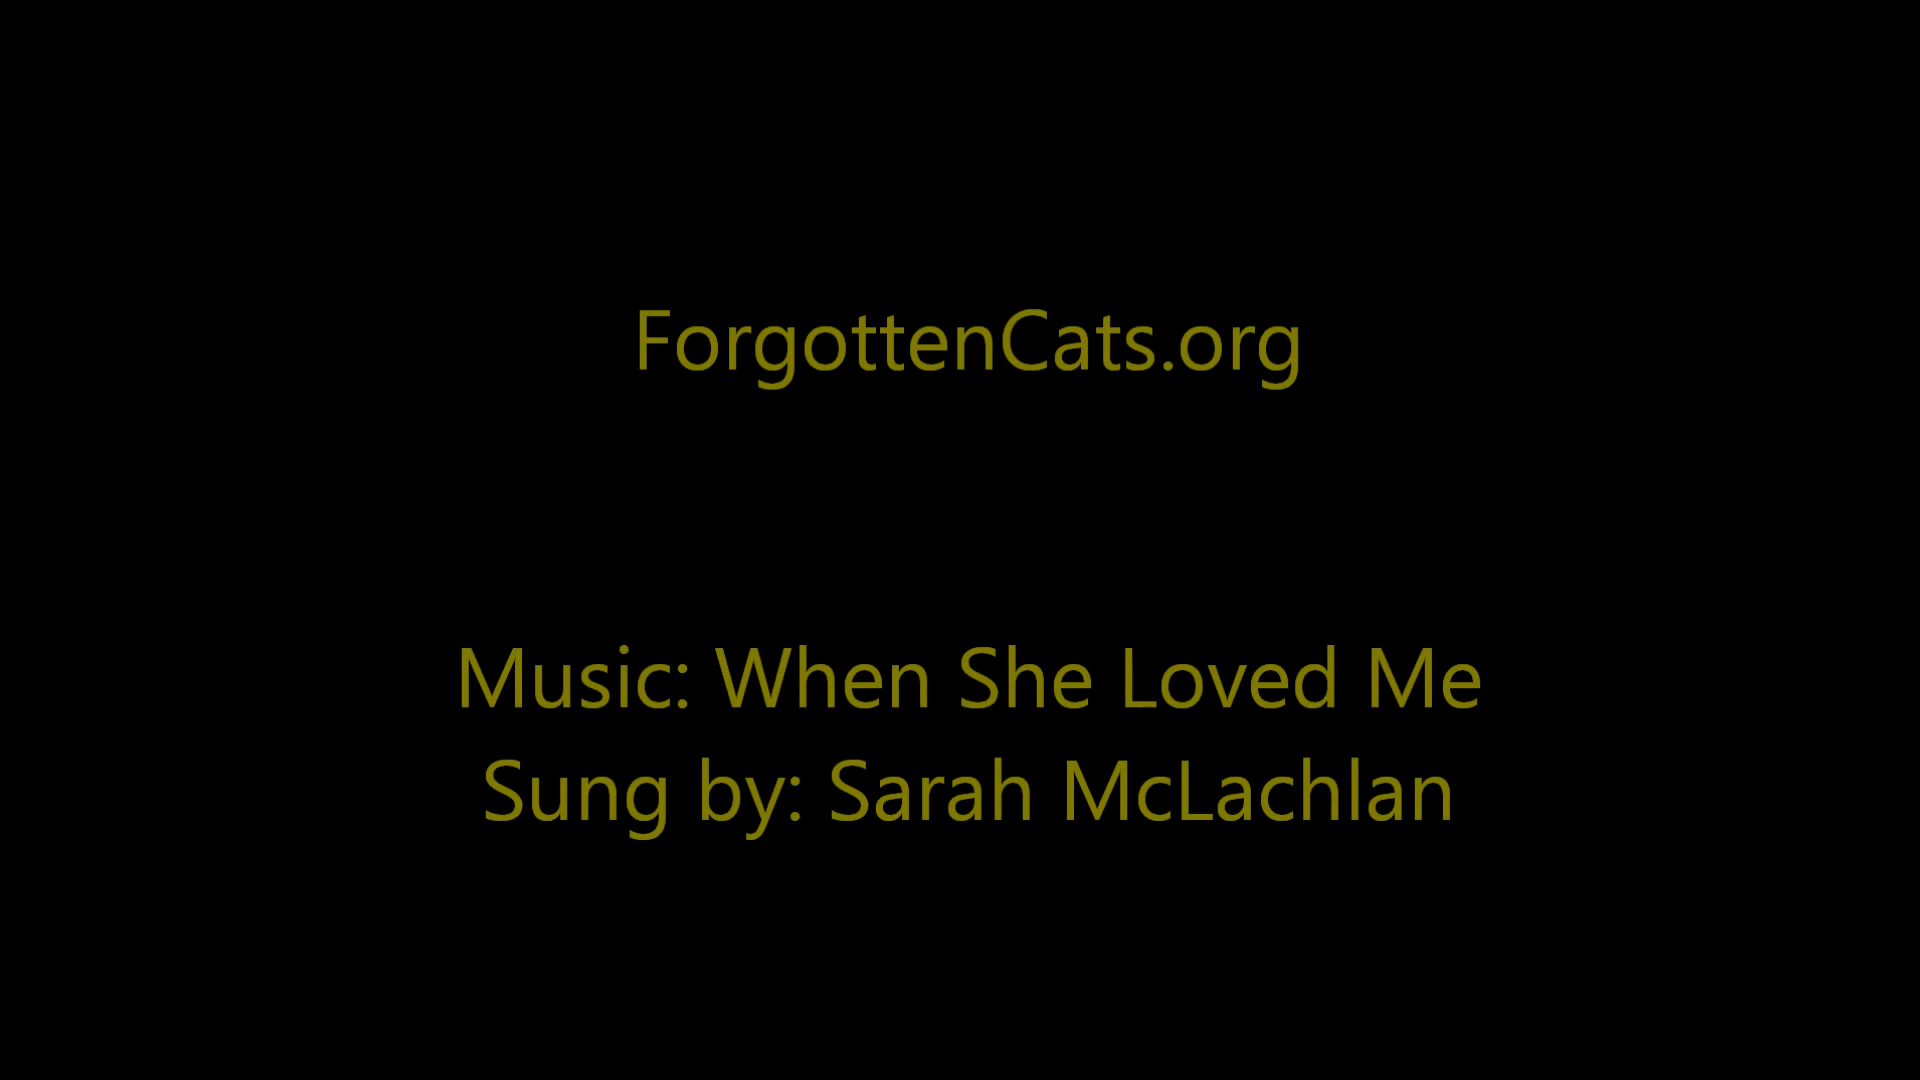 ForgottenCats.org
Music: When She Loved Me
Sung by: Sarah McLachlan